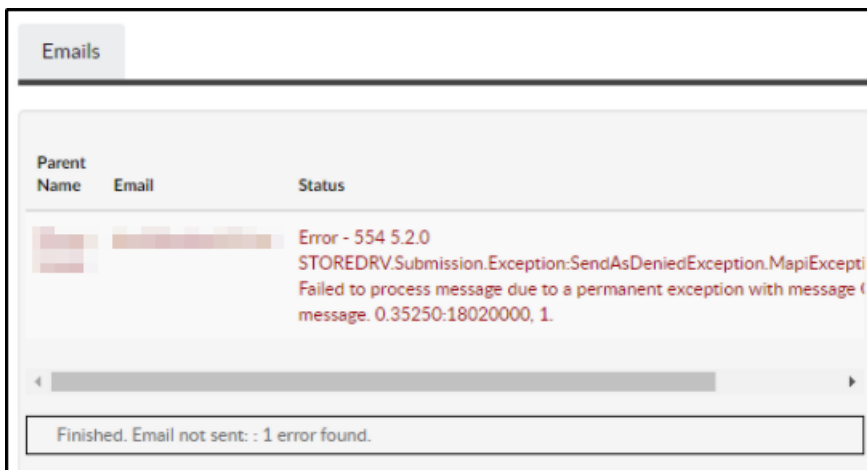 Emails
Parent
Name Email Status
Error - 554 5.2.0
STOREDRV.Submission.Exception:SendAsDeniedException.MapiExcepti
Failed to process message due to a permanent exception with message
message. 0.35250:18020000, 1.
Finished. Email not sent: : 1 error found.